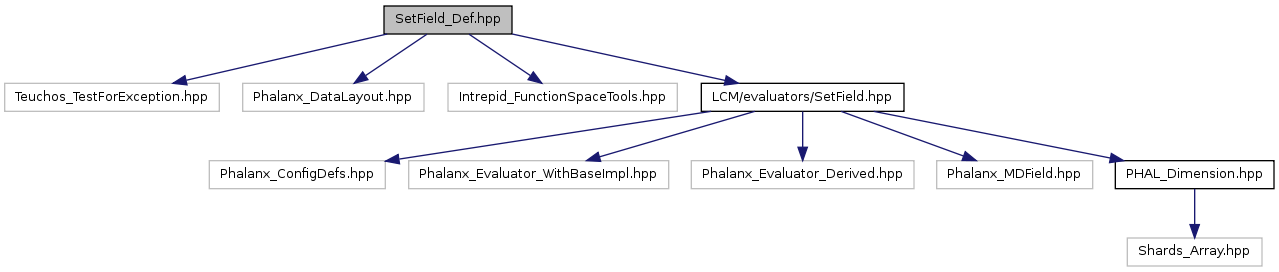 SetField_Def.hpp
Teuchos_TestForException.hpp
Phalanx_DataLayout.hpp
Intrepid_FunctionSpaceTools.hpp
LCM/evaluators/SetField.hpp
Phalanx_ConfigDefs.hpp
Phalanx_Evaluator_WithBaseImpl.hpp
Phalanx_Evaluator_Derived.hpp
Phalanx_MDField.hpp
PHAL_Dimension.hpp
Shards_Array.hpp